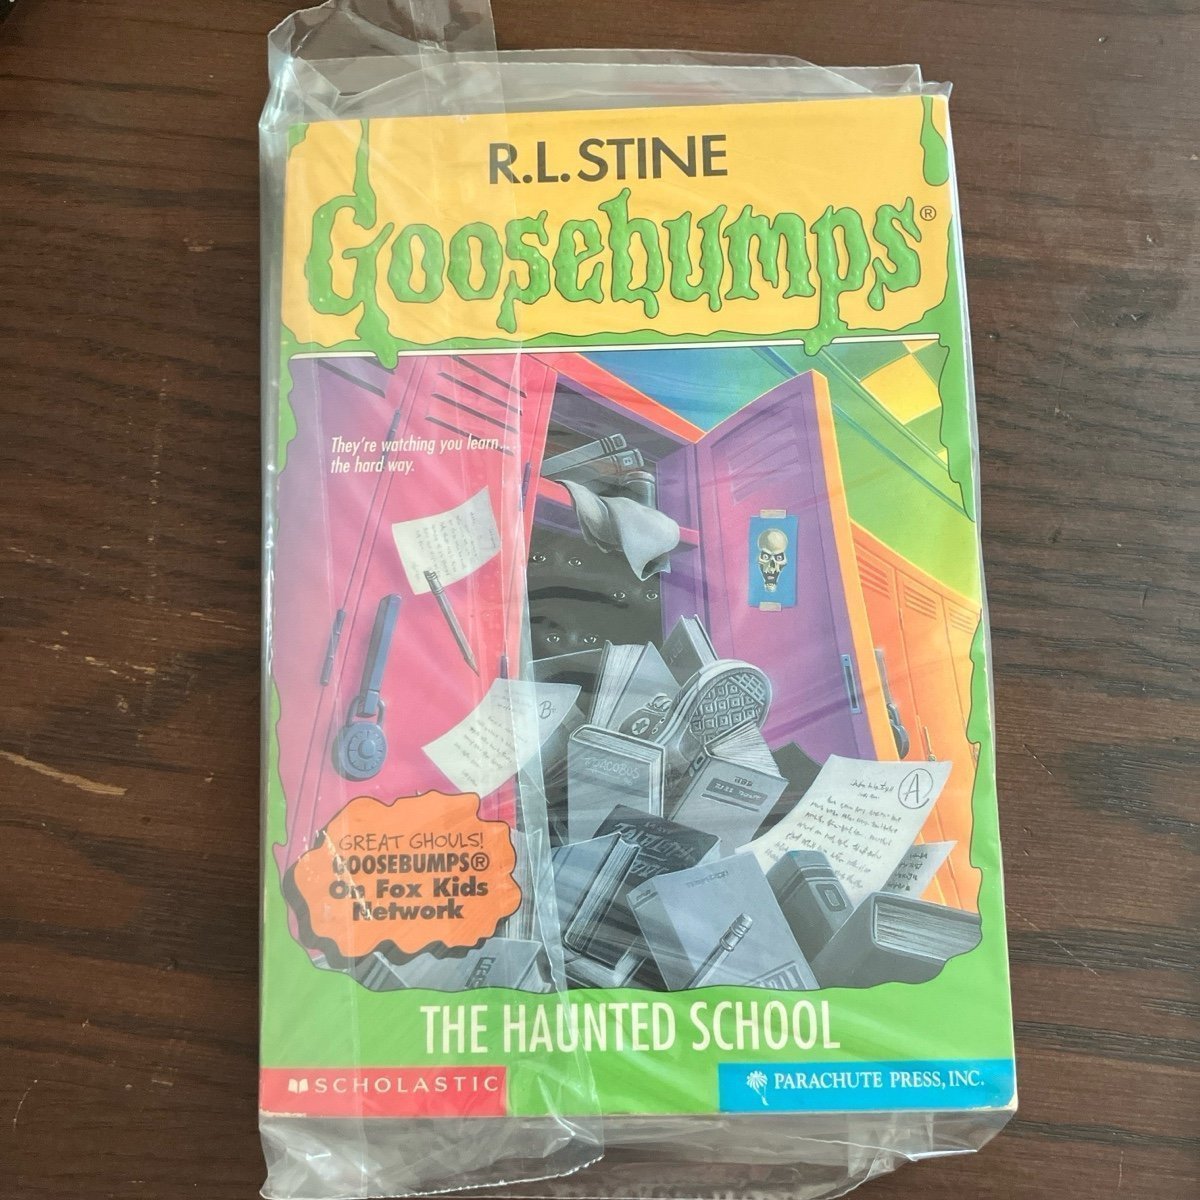 R.L. STINE
Goosebumps®
They're watching you learn...
the hard way.
B+
JACOBUS
A
GREAT GHOULS!
GOOSEBUMPS®
On Fox Kids
Network
THE HAUNTED SCHOOL
SCHOLASTIC
PARACHUTE PRESS, INC.